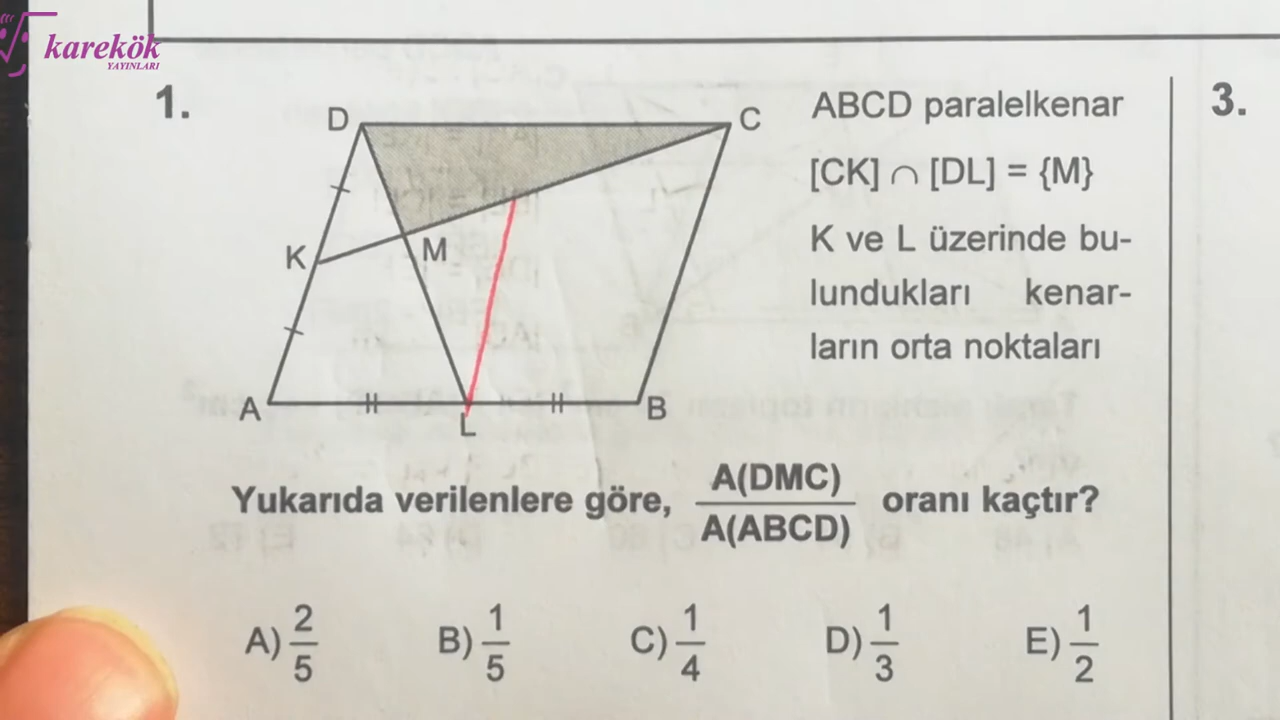 karekök
YAYINLARI
1.
D
C
K
M
A
L
B
ABCD paralelkenar
[CK] ∩ [DL] = {M}
K ve L üzerinde bu-
lundukları kenar-
ların orta noktaları
3.
Yukarıda verilenlere göre, A(DMC)/A(ABCD) oranı kaçtır?
A) 2/5 B) 1/5 C) 1/4 D) 1/3 E) 1/2